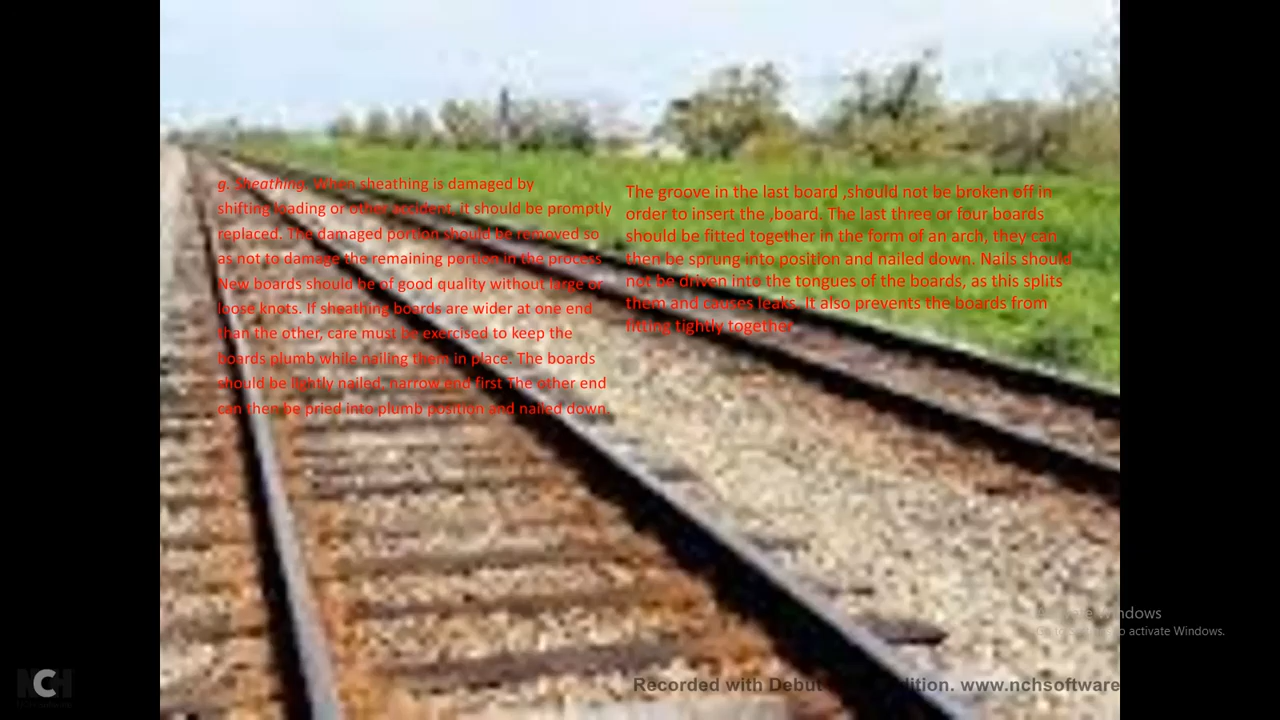 g. Sheathing. When sheathing is damaged by
shifting loading or other accident, it should be promptly
replaced. The damaged portion should be removed so
as not to damage the remaining portion in the process
New boards should be of good quality without large or
loose knots. If sheathing boards are wider at one end
than the other, care must be exercised to keep the
boards plumb while nailing them in place. The boards
should be lightly nailed, narrow end first The other end
can then be pried into plumb position and nailed down
The groove in the last board ,should not be broken off in
order to insert the ,board. The last three or four boards
should be fitted together in the form of an arch, they can
then be sprung into position and nailed down. Nails should
not be driven into the tongues of the boards, as this splits
them and causes leaks. It also prevents the boards from
fitting tightly together
Windows
to activate Windows.
NCH
Recorded with Debut edition. www.nchsoftware